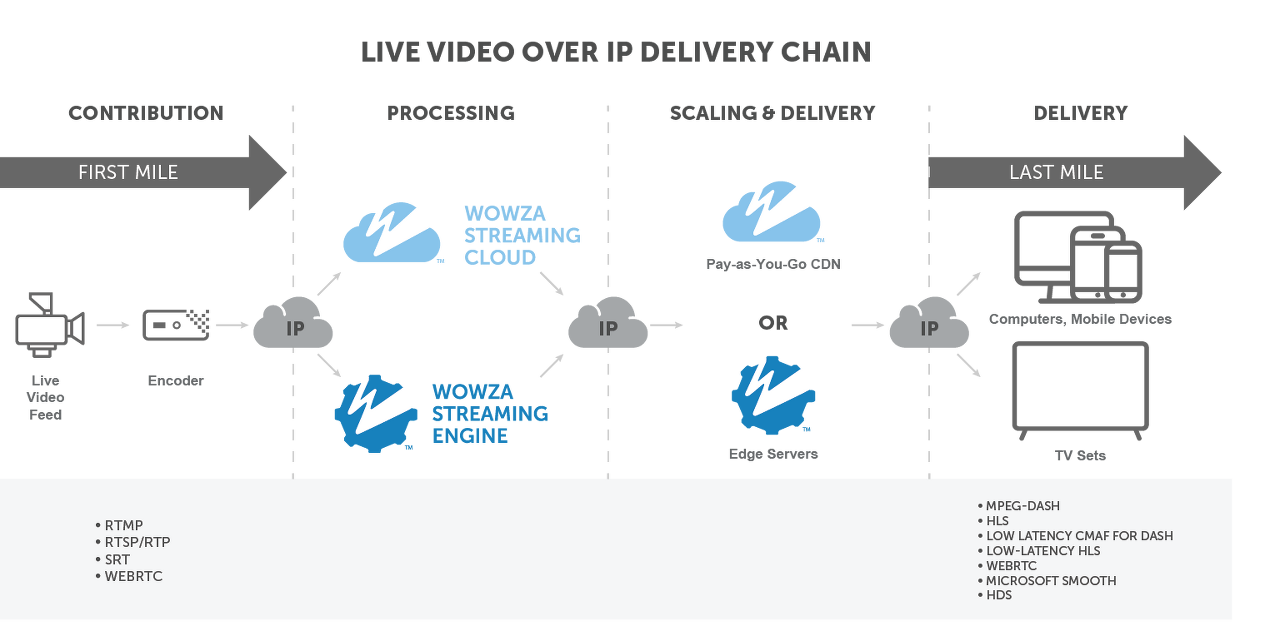 LIVE VIDEO OVER IP DELIVERY CHAIN
CONTRIBUTION
PROCESSING
SCALING & DELIVERY
DELIVERY
FIRST MILE
LAST MILE
WOWZA
STREAMING
CLOUD
TM
TM
Pay-as-You-Go CDN
IP
IP
OR
IP
Computers, Mobile Devices
Live
Video
Feed
Encoder
WOWZA
STREAMING
ENGINE
TM
TM
Edge Servers
TV Sets
• RTMP
• RTSP/RTP
• SRT
• WEBRTC
• MPEG-DASH
• HLS
• LOW LATENCY CMAF FOR DASH
• LOW-LATENCY HLS
• WEBRTC
• MICROSOFT SMOOTH
• HDS